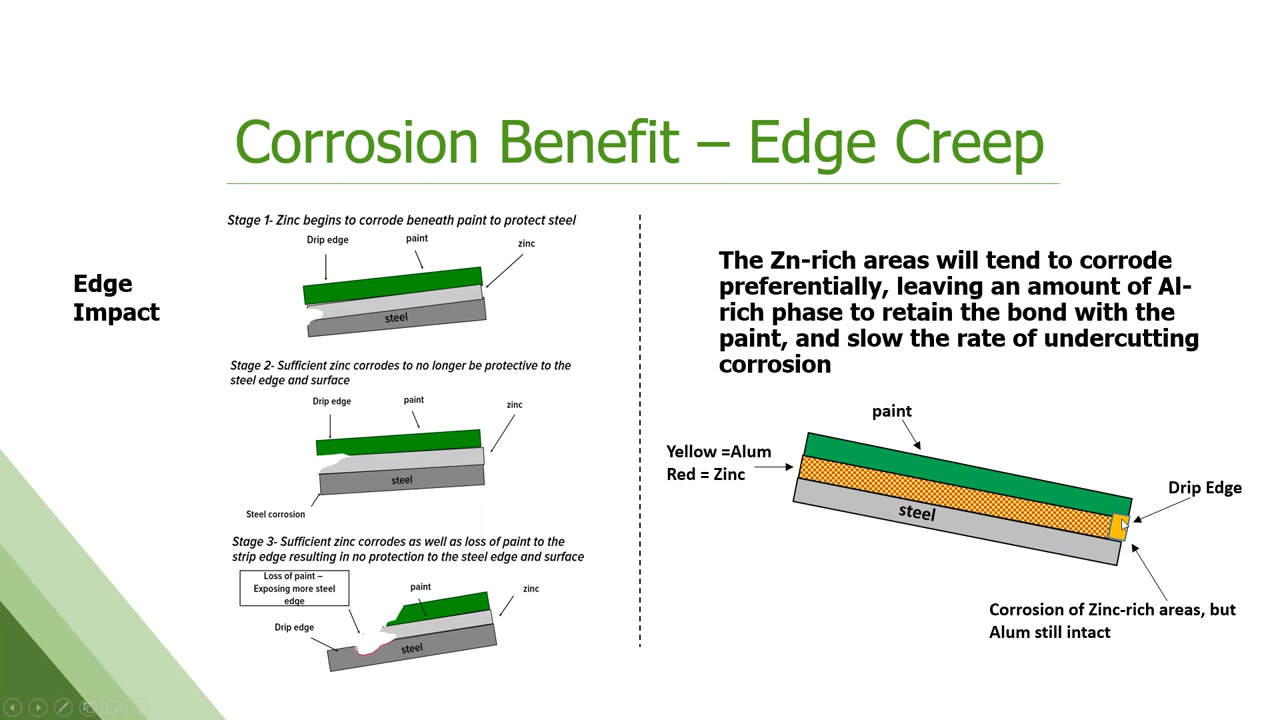 Corrosion Benefit – Edge Creep
Edge
Impact
Stage 1- Zinc begins to corrode beneath paint to protect steel
Drip edge
paint
zinc
steel
Stage 2- Sufficient zinc corrodes to no longer be protective to the
steel edge and surface
Drip edge
paint
zinc
steel
Steel corrosion
Stage 3- Sufficient zinc corrodes as well as loss of paint to the
strip edge resulting in no protection to the steel edge and surface
Loss of paint –
Exposing more steel
edge
paint
zinc
Drip edge
steel
The Zn-rich areas will tend to corrode
preferentially, leaving an amount of Al-
rich phase to retain the bond with the
paint, and slow the rate of undercutting
corrosion
paint
Yellow =Alum
Red = Zinc
steel
Drip Edge
Corrosion of Zinc-rich areas, but
Alum still intact